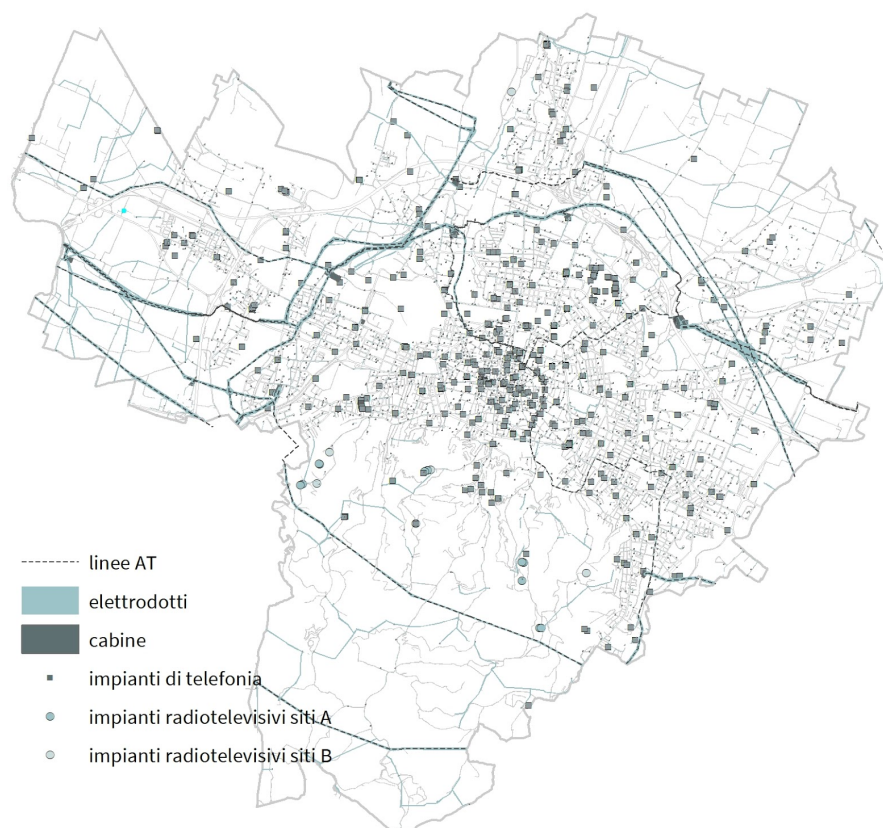 linee AT
elettrodotti
cabine
impianti di telefonia
impianti radiotelevisivi siti A
impianti radiotelevisivi siti B